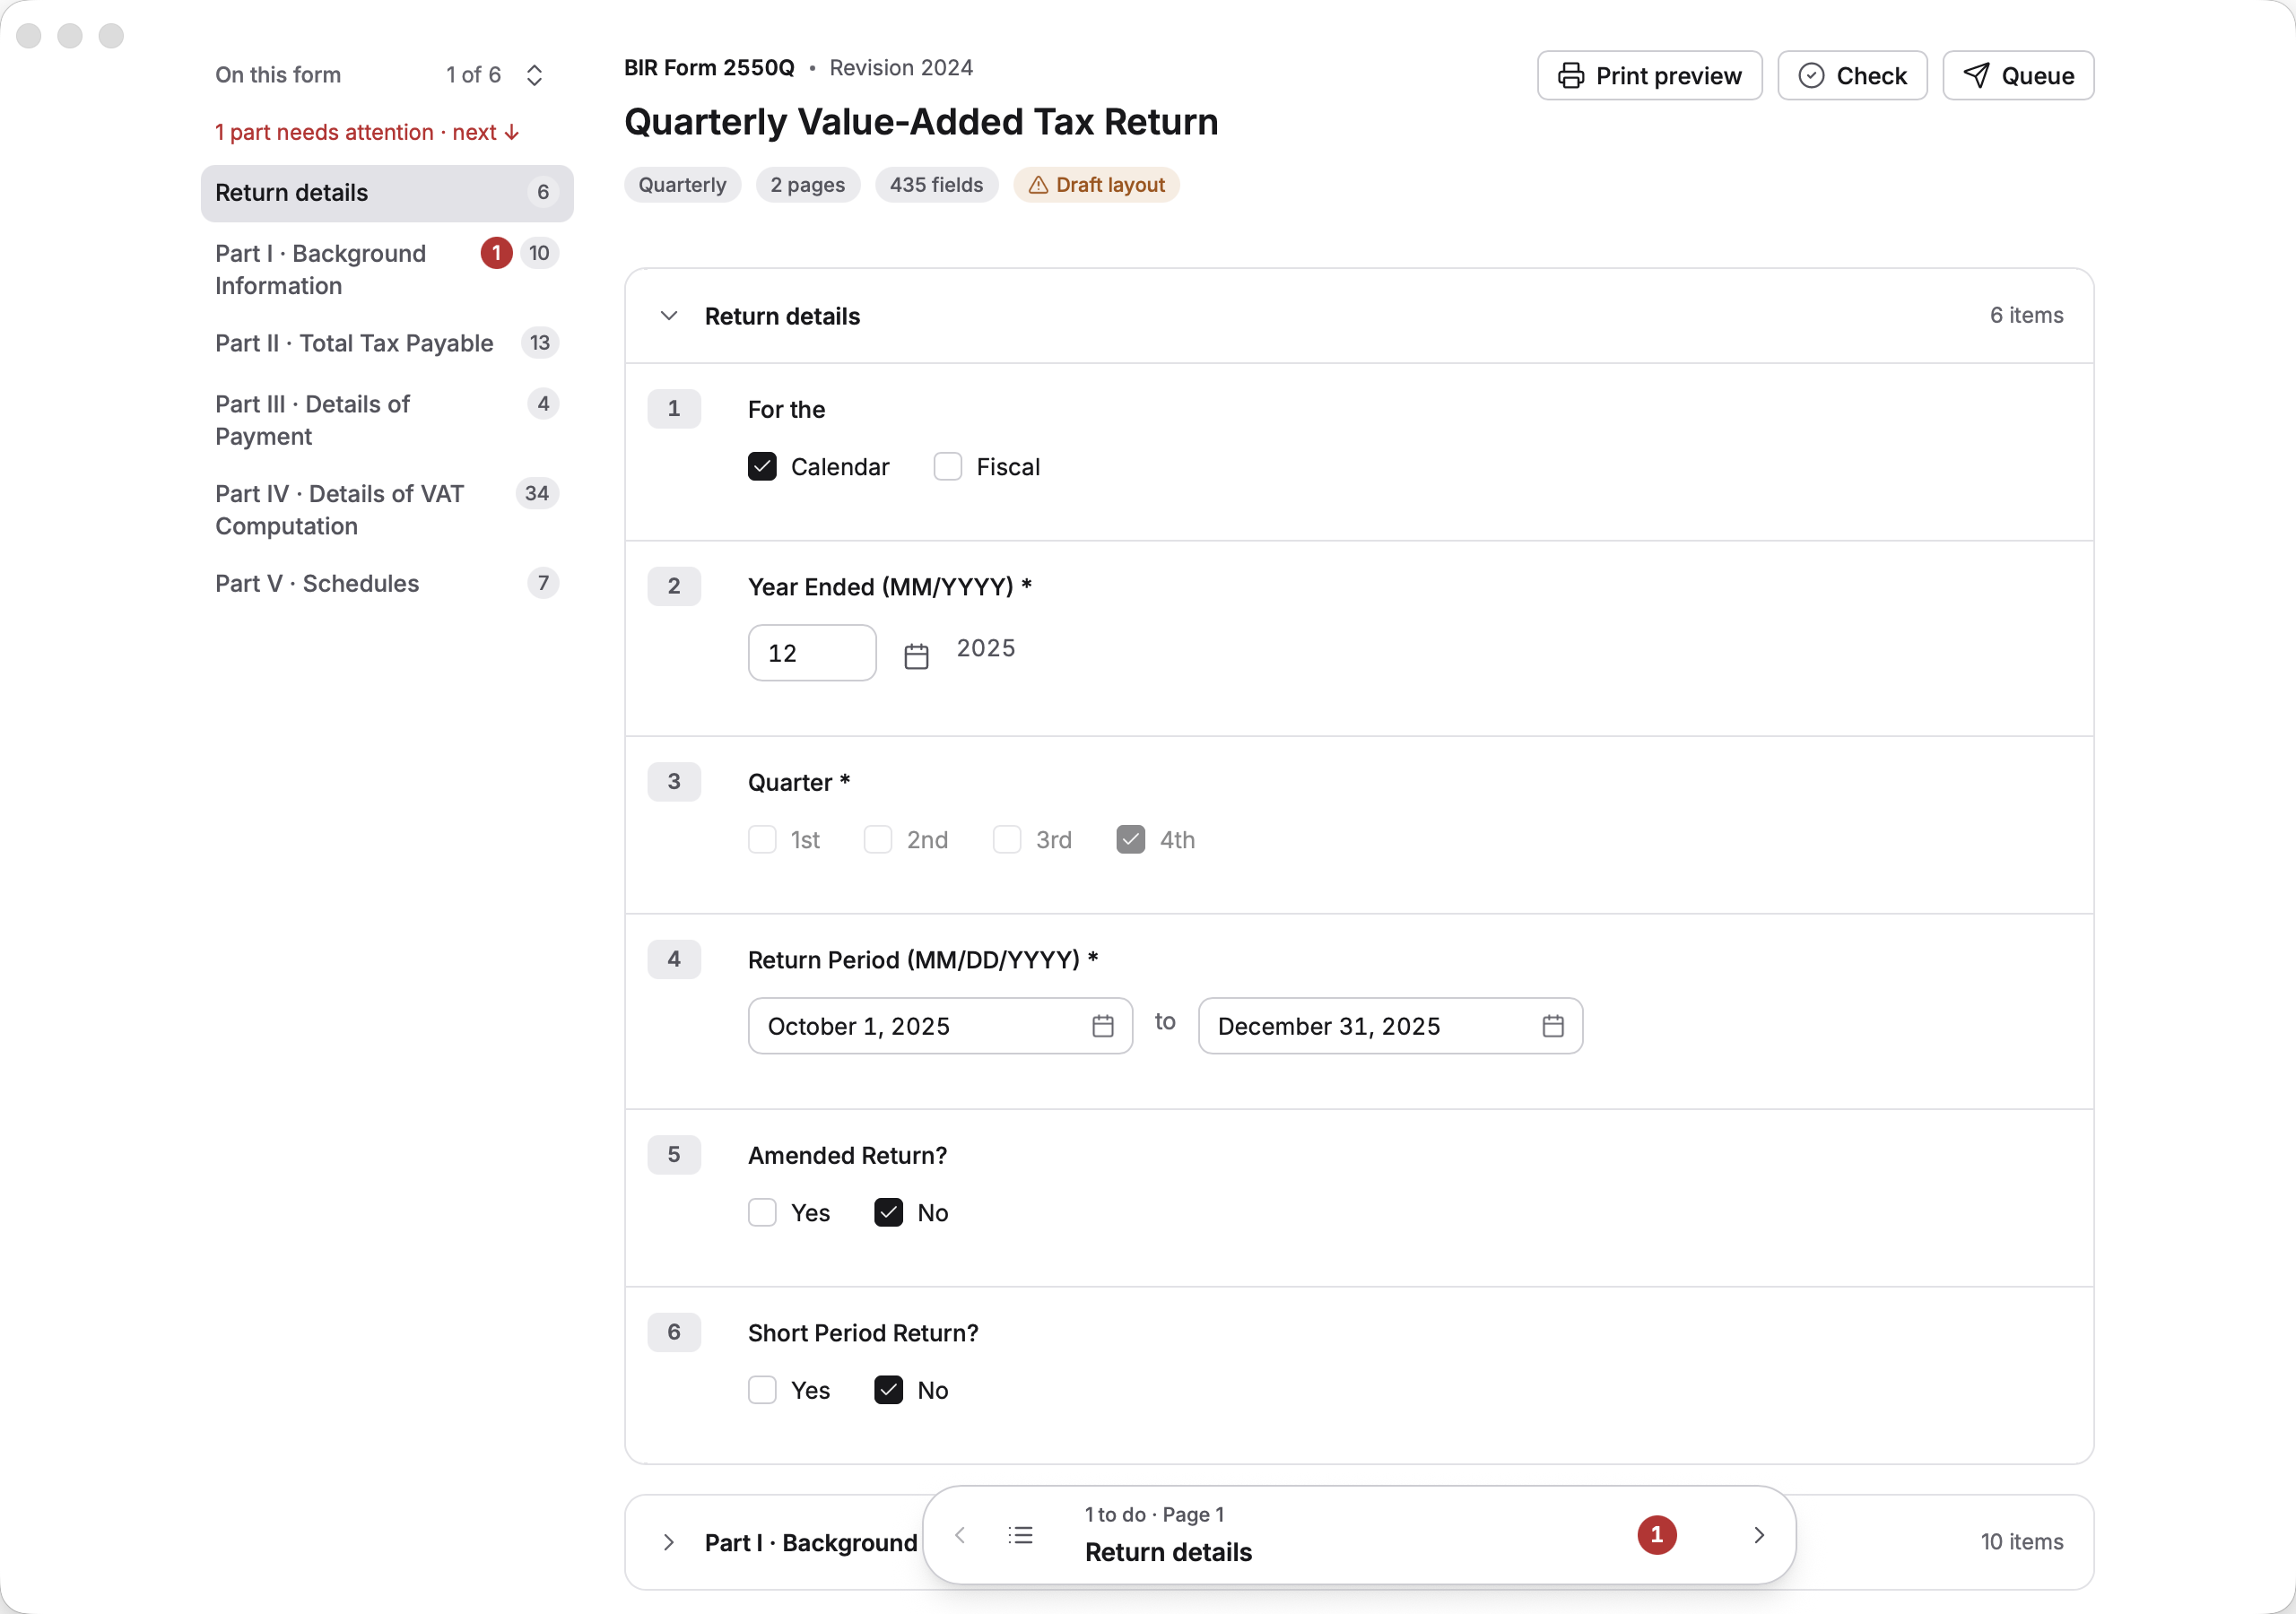 On this form 1 of 6
1 part needs attention · next ↓
Return details 6
Part I · Background Information 1 10
Part II · Total Tax Payable 13
Part III · Details of Payment 4
Part IV · Details of VAT Computation 34
Part V · Schedules 7
BIR Form 2550Q • Revision 2024
Quarterly Value-Added Tax Return
Quarterly 2 pages 435 fields Draft layout
Print preview Check Queue
Return details 6 items
1 For the
Calendar Fiscal
2 Year Ended (MM/YYYY) *
12 2025
3 Quarter *
1st 2nd 3rd 4th
4 Return Period (MM/DD/YYYY) *
October 1, 2025 to December 31, 2025
5 Amended Return?
Yes No
6 Short Period Return?
Yes No
Part I · Background 10 items
1 to do · Page 1
Return details 1